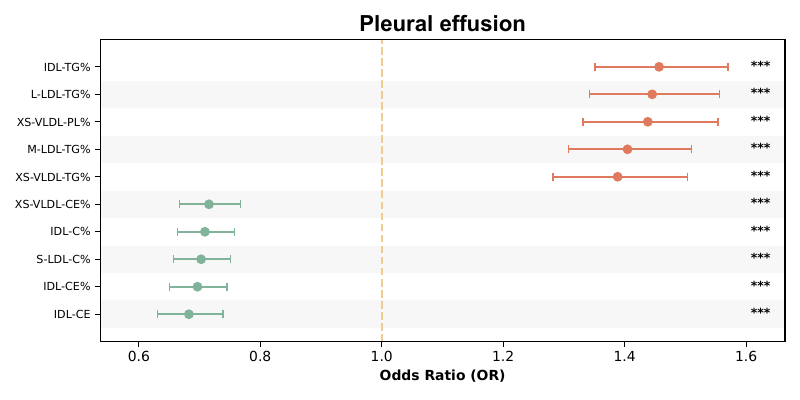 Pleural effusion
IDL-TG% ***
L-LDL-TG% ***
XS-VLDL-PL% ***
M-LDL-TG% ***
XS-VLDL-TG% ***
XS-VLDL-CE% ***
IDL-C% ***
S-LDL-C% ***
IDL-CE% ***
IDL-CE ***
0.6 0.8 1.0 1.2 1.4 1.6
Odds Ratio (OR)